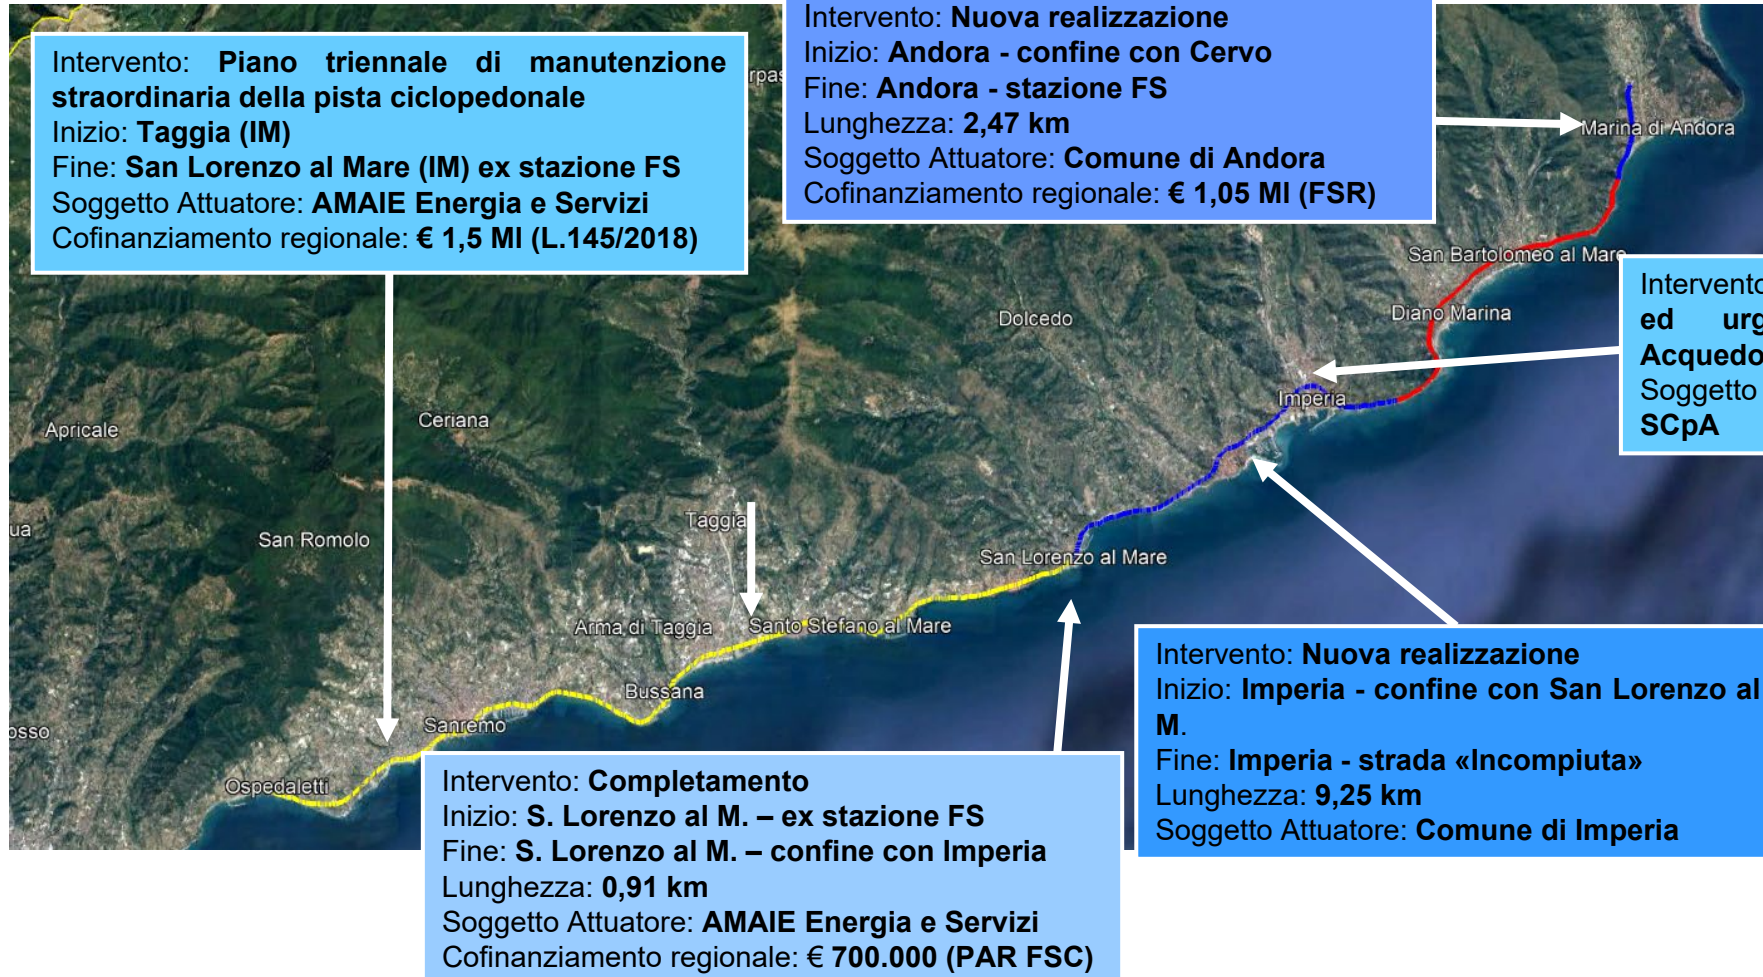 Intervento: Piano triennale di manutenzione
straordinaria della pista ciclopedonale
Inizio: Taggia (IM)
Fine: San Lorenzo al Mare (IM) ex stazione FS
Soggetto Attuatore: AMAIE Energia e Servizi
Cofinanziamento regionale: € 1,5 Ml (L.145/2018)
Intervento: Nuova realizzazione
Inizio: Andora - confine con Cervo
Fine: Andora - stazione FS
Lunghezza: 2,47 km
Soggetto Attuatore: Comune di Andora
Cofinanziamento regionale: € 1,05 Ml (FSR)
Marina di Andora
San Bartolomeo al Mare
Diano Marina
Intervento
ed urg
Acquedo
Soggetto
SCpA
Dolcedo
Imperia
Ceriana
Apricale
Taggia
San Romolo
San Lorenzo al Mare
Arma di Taggia
Santo Stefano al Mare
Bussana
Sanremo
Ospedaletti
ua
osso
rpas
Intervento: Completamento
Inizio: S. Lorenzo al M. – ex stazione FS
Fine: S. Lorenzo al M. – confine con Imperia
Lunghezza: 0,91 km
Soggetto Attuatore: AMAIE Energia e Servizi
Cofinanziamento regionale: € 700.000 (PAR FSC)
Intervento: Nuova realizzazione
Inizio: Imperia - confine con San Lorenzo al
M.
Fine: Imperia - strada «Incompiuta»
Lunghezza: 9,25 km
Soggetto Attuatore: Comune di Imperia